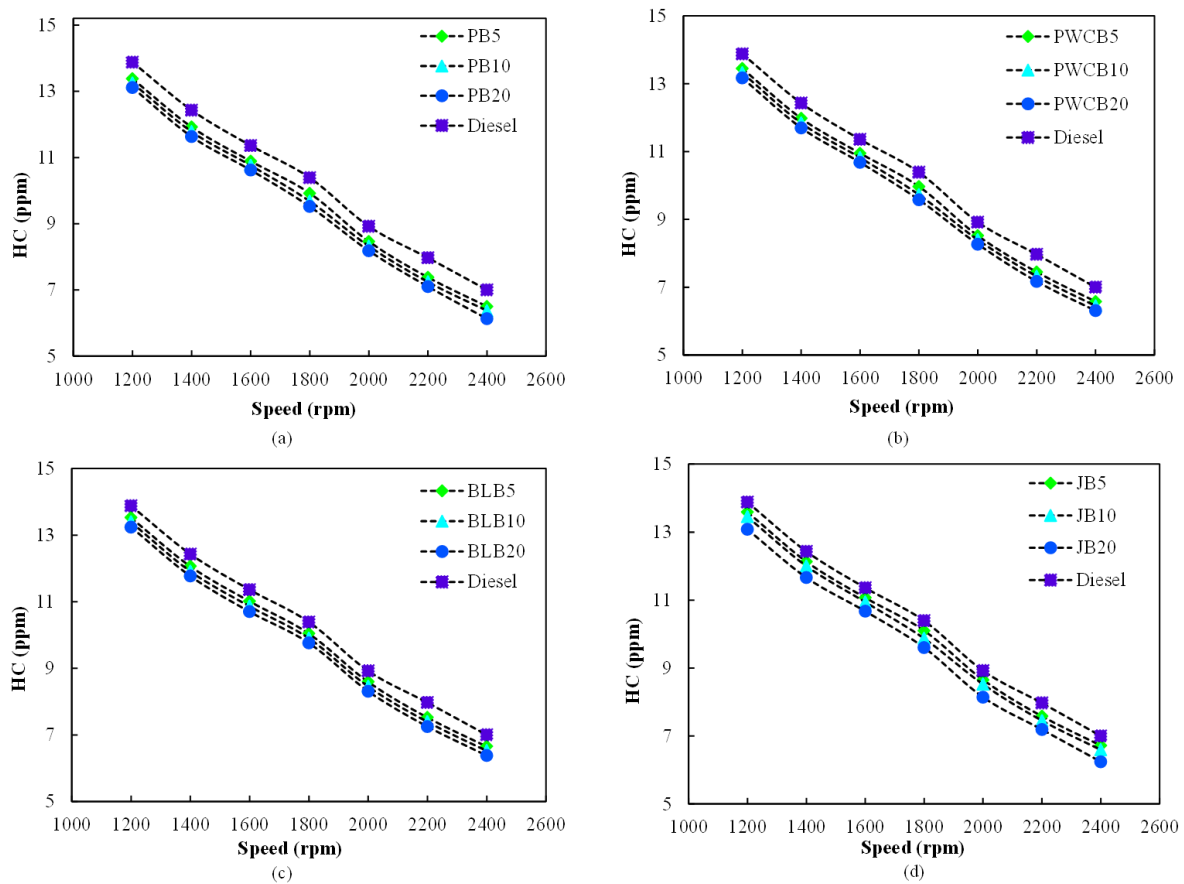 15
13
11
9
7
5
HC (ppm)
PB5
PB10
PB20
Diesel
1000 1200 1400 1600 1800 2000 2200 2400 2600
Speed (rpm)
(a)
15
13
11
9
7
5
HC (ppm)
PWCB5
PWCB10
PWCB20
Diesel
1000 1200 1400 1600 1800 2000 2200 2400 2600
Speed (rpm)
(b)
15
13
11
9
7
5
HC (ppm)
BLB5
BLB10
BLB20
Diesel
1000 1200 1400 1600 1800 2000 2200 2400 2600
Speed (rpm)
(c)
15
13
11
9
7
5
HC (ppm)
JB5
JB10
JB20
Diesel
1000 1200 1400 1600 1800 2000 2200 2400 2600
Speed (rpm)
(d)